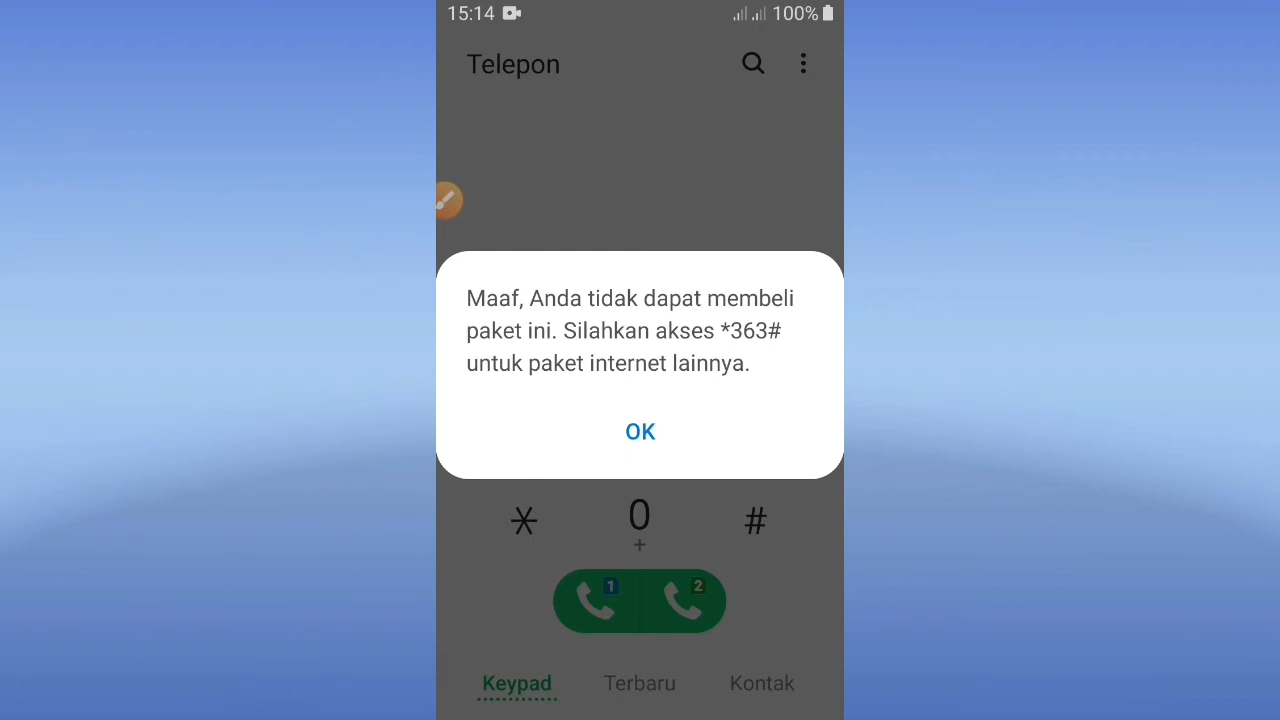 15:14 100%
Telepon
Maaf, Anda tidak dapat membeli
paket ini. Silahkan akses *363#
untuk paket internet lainnya.
OK
* 0 #
+
1 2
Keypad Terbaru Kontak